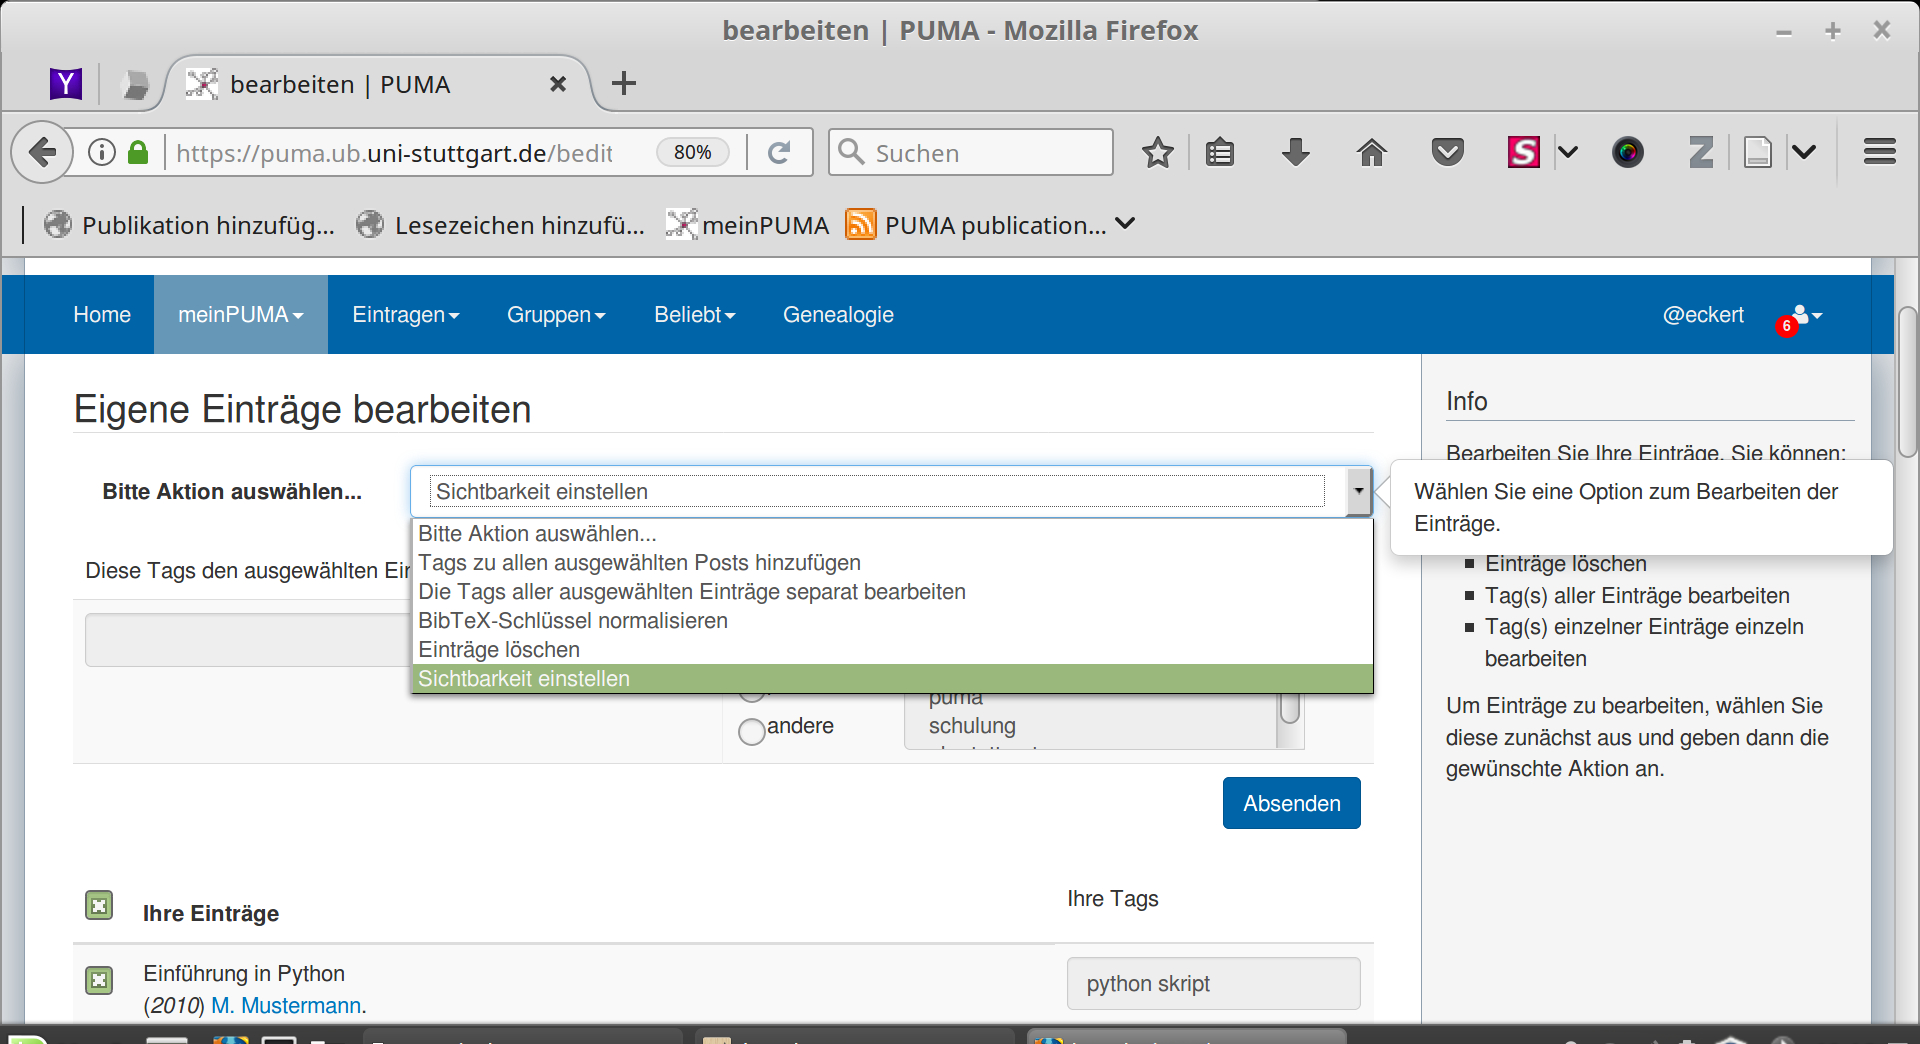 bearbeiten | PUMA - Mozilla Firefox
Y
bearbeiten | PUMA
https://puma.ub.uni-stuttgart.de/bedit
80%
Suchen
S
Z
Publikation hinzufüg...
Lesezeichen hinzufü...
meinPUMA
PUMA publication...
Home
meinPUMA
Eintragen
Gruppen
Beliebt
Genealogie
@eckert
6
Eigene Einträge bearbeiten
Bitte Aktion auswählen...
Sichtbarkeit einstellen
Bitte Aktion auswählen...
Tags zu allen ausgewählten Posts hinzufügen
Die Tags aller ausgewählten Einträge separat bearbeiten
BibTeX-Schlüssel normalisieren
Einträge löschen
Sichtbarkeit einstellen
Diese Tags den ausgewählten Ei
puma
andere
schulung
Absenden
Ihre Einträge
Ihre Tags
Einführung in Python
(2010) M. Mustermann.
python skript
Info
Bearbeiten Sie Ihre Einträge. Sie können:
Wählen Sie eine Option zum Bearbeiten der
Einträge.
Einträge löschen
Tag(s) aller Einträge bearbeiten
Tag(s) einzelner Einträge einzeln
bearbeiten
Um Einträge zu bearbeiten, wählen Sie
diese zunächst aus und geben dann die
gewünschte Aktion an.